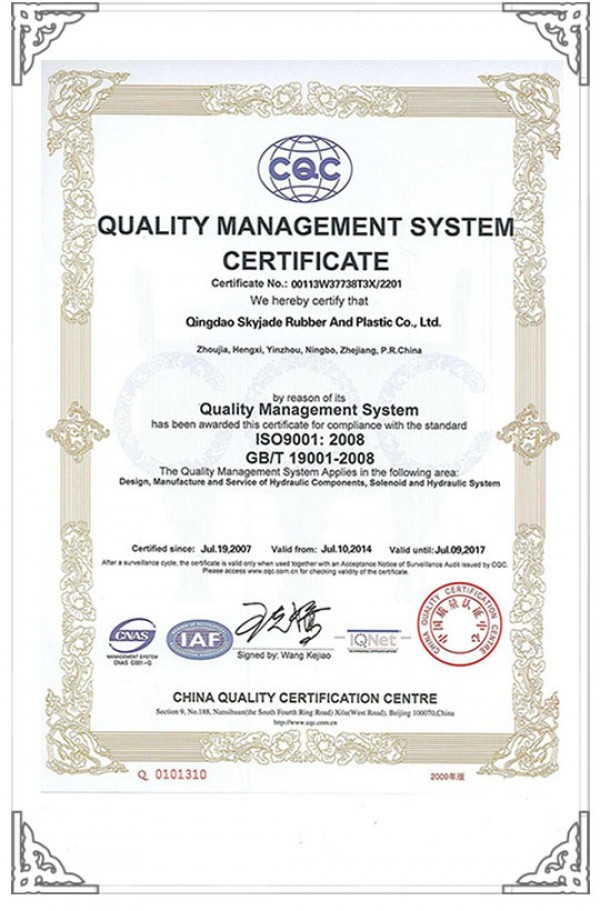 CQC
QUALITY MANAGEMENT SYSTEM
CERTIFICATE
Certificate No.: 00113W37738T3X/2201
We hereby certify that
Qingdao Skyjade Rubber And Plastic Co., Ltd.
Zhoujia, Hengxi, Yinzhou, Ningbo, Zhejiang, P.R.China
by reason of its
Quality Management System
has been awarded this certificate for compliance with the standard
ISO9001: 2008
GB/T 19001-2008
The Quality Management System Applies in the following area:
Design, Manufacture and Service of Hydraulic Components, Solenoid and Hydraulic System
Certified since: Jul.19,2007 Valid from: Jul.10,2014 Valid until: Jul.09,2017
After a surveillance cycle, the certificate is valid only when used together with an Acceptance Notice of Surveillance Audit issued by CQC.
Please access www.cqc.com.cn for checking validity of the certificate.
CNAS
MANAGEMENT SYSTEM
CNAS C001-Q
IAF
Signed by: Wang Kejiao
IQNet
CHINA QUALITY CERTIFICATION CENTRE
中国质量认证中心
CHINA QUALITY CERTIFICATION CENTRE
Section 9, No.188, Nansihuan(the South Fourth Ring Road) Xilu(West Road), Beijing 100070,China
http://www.cqc.com.cn
Q 0101310
2009年版